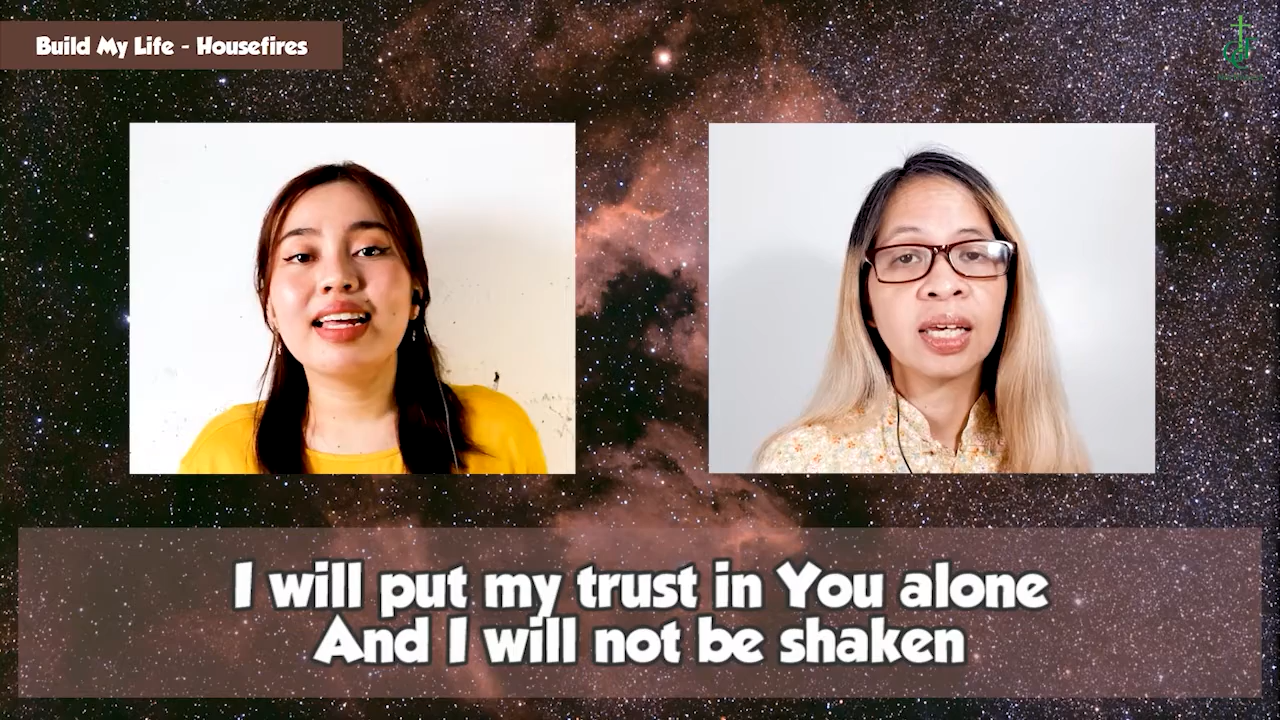 Build My Life - Housefires
I will put my trust in You alone
And I will not be shaken